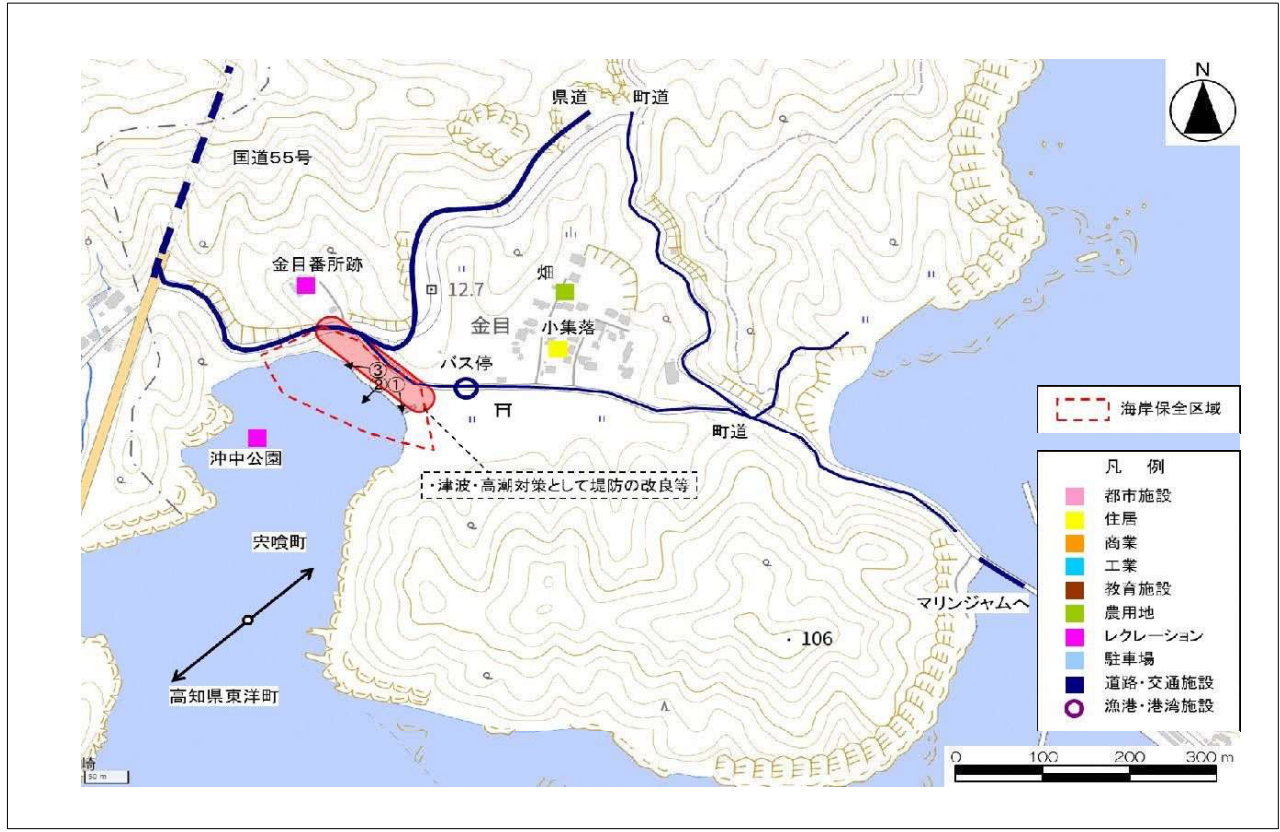 N
県道
町道
国道55号
金目番所跡
12.7
畑
金目
小集落
バス停
③
②①
町道
沖中公園
・津波・高潮対策として堤防の改良等
宍喰町
高知県東洋町
マリンジャムへ
106
崎
50 m
海岸保全区域
凡 例
都市施設
住居
商業
工業
教育施設
農用地
レクレーション
駐車場
道路・交通施設
漁港・港湾施設
0 100 200 300 m